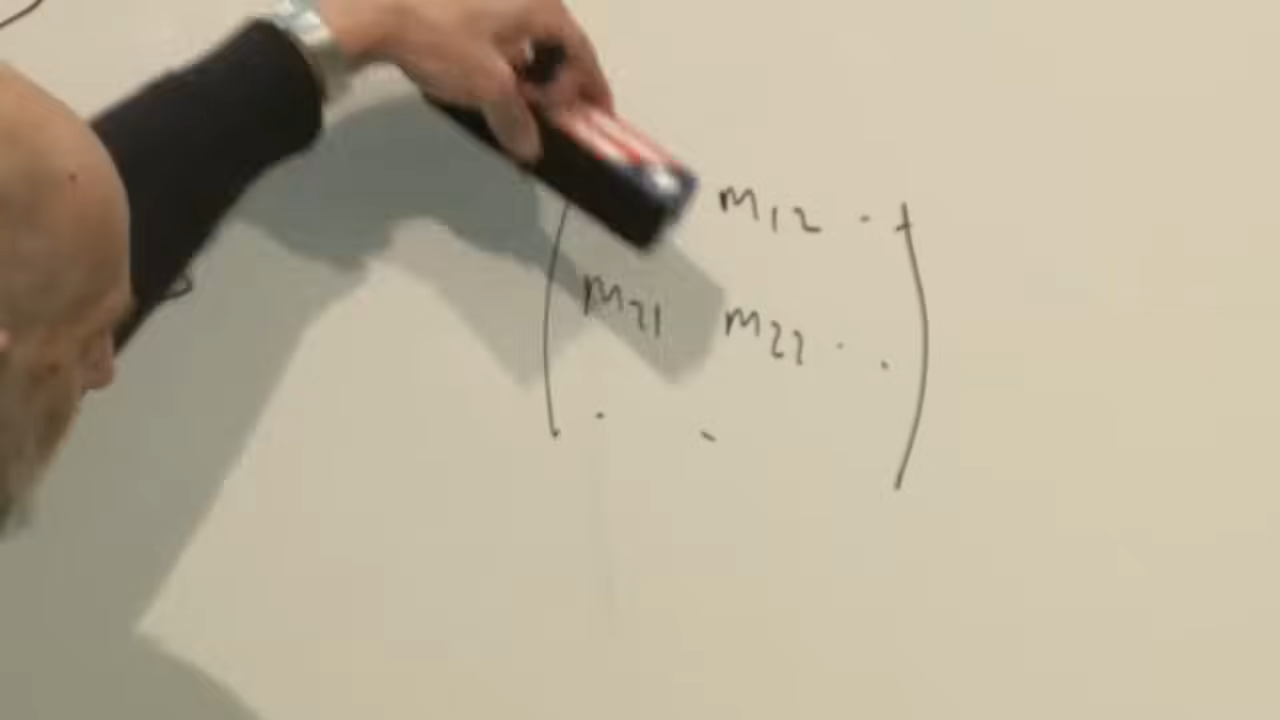 ( m12 . . )
m21 m22 . .
. .